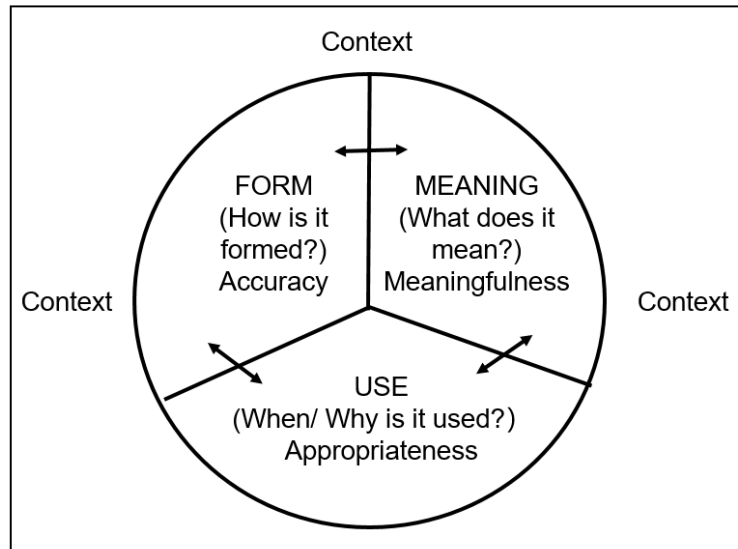 Context
FORM
(How is it
formed?)
Accuracy
MEANING
(What does it
mean?)
Meaningfulness
Context
Context
USE
(When/ Why is it used?)
Appropriateness